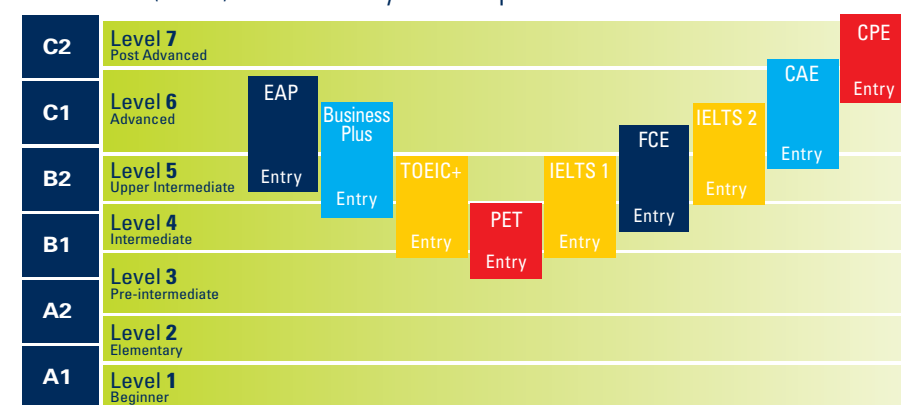 C2
C1
B2
B1
A2
A1
Level 7
Post Advanced
Level 6
Advanced
Level 5
Upper Intermediate
Level 4
Intermediate
Level 3
Pre-intermediate
Level 2
Elementary
Level 1
Beginner
EAP
Entry
Business
Plus
Entry
TOEIC+
Entry
PET
Entry
IELTS 1
Entry
FCE
Entry
IELTS 2
Entry
CAE
Entry
CPE
Entry